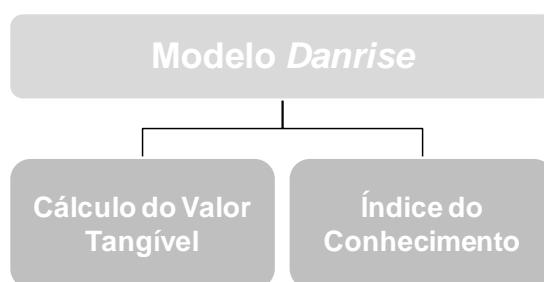 Modelo Danrise
Cálculo do Valor
Tangível
Índice do
Conhecimento